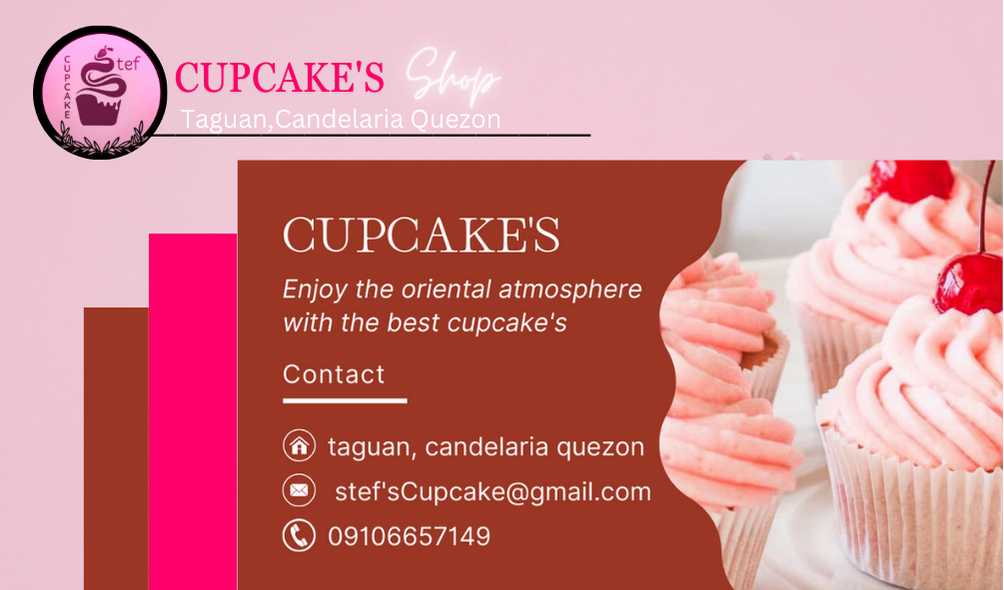 CUPCAKE
Stef
CUPCAKE'S Shop
Taguan,Candelaria Quezon
CUPCAKE'S
Enjoy the oriental atmosphere
with the best cupcake's
Contact
taguan, candelaria quezon
stef'sCupcake@gmail.com
09106657149